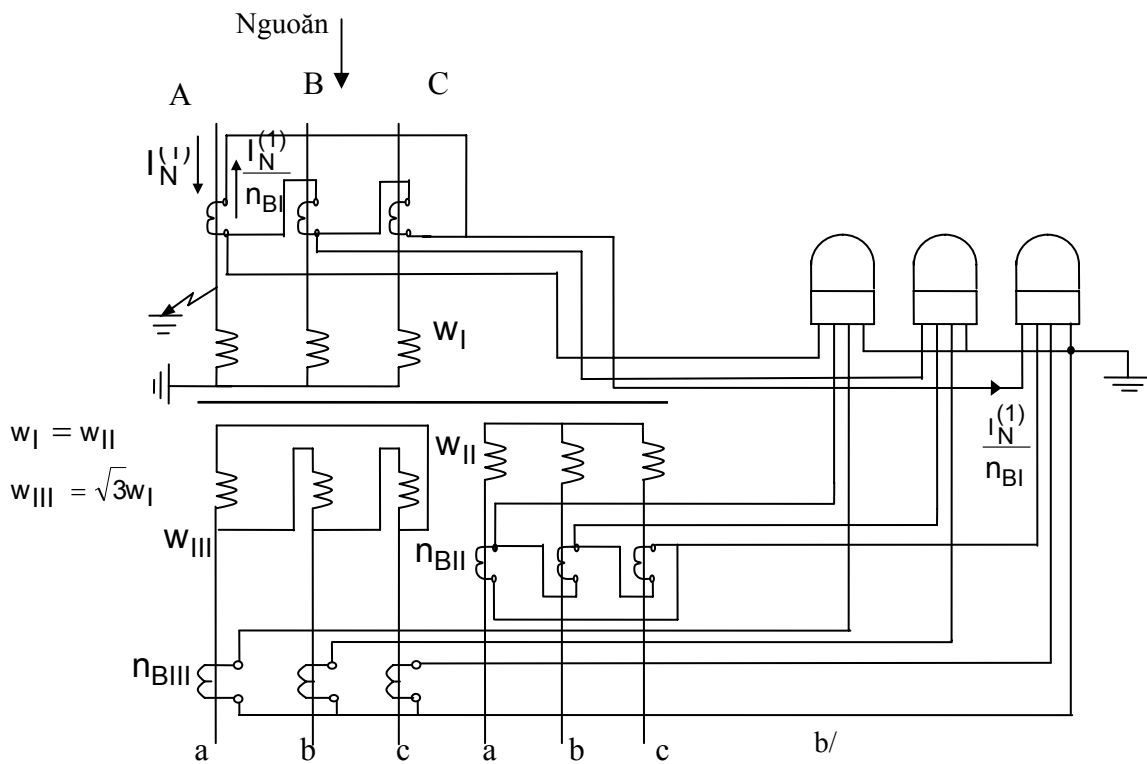 Nguoăn
A B C
I_N^(1)
I_N^(1) / n_BI
w_I
w_I = w_II
w_III = √3w_I
w_II
I_N^(1) / n_BI
w_III
n_BII
n_BIII
a b c a b c b/